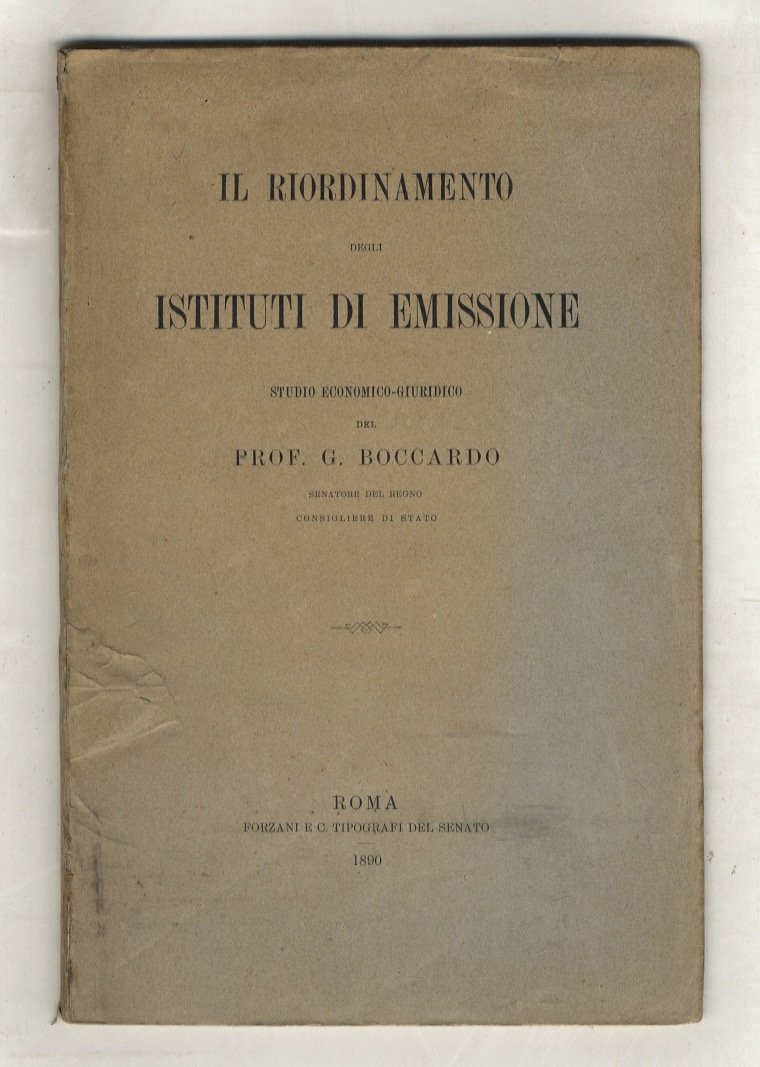 IL RIORDINAMENTO
DEGLI
ISTITUTI DI EMISSIONE
STUDIO ECONOMICO-GIURIDICO
DEL
PROF. G. BOCCARDO
SENATORE DEL REGNO
CONSIGLIERE DI STATO
ROMA
FORZANI E C. TIPOGRAFI DEL SENATO
1890